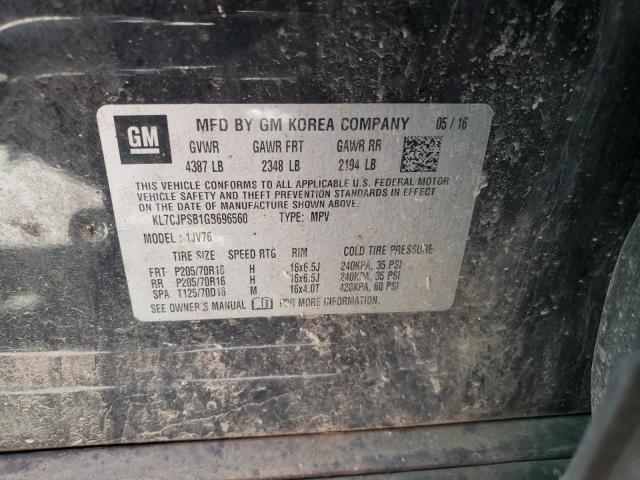 GM
MFD BY GM KOREA COMPANY 05/16
GVWR GAWR FRT GAWR RR
4387 LB 2348 LB 2194 LB
THIS VEHICLE CONFORMS TO ALL APPLICABLE U.S. FEDERAL MOTOR
VEHICLE SAFETY AND THEFT PREVENTION STANDARDS IN EFFECT
ON THE DATE OF MANUFACTURE SHOWN ABOVE.
KL7CJPSB1GB696560 TYPE: MPV
MODEL: 1JV76
TIRE SIZE SPEED RTG RIM COLD TIRE PRESSURE
FRT P205/70R16 H 16x6.5J 240KPA, 35 PSI
RR P205/70R16 H 16x6.5J 240KPA, 35 PSI
SPA T125/70D16 M 16x4.0T 420KPA, 60 PSI
SEE OWNER'S MANUAL FOR MORE INFORMATION.